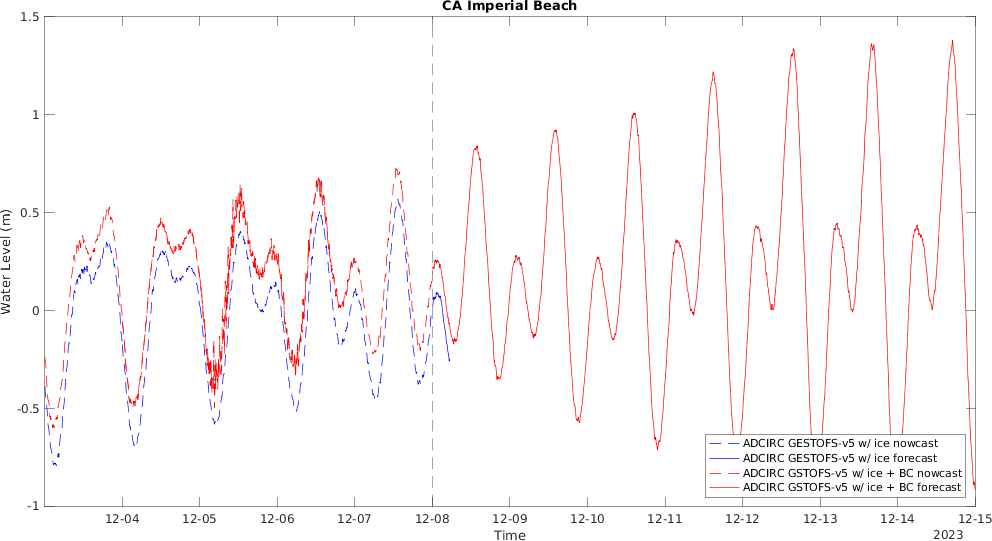 CA Imperial Beach
1.5
1
0.5
0
-0.5
-1
Water Level (m)
12-04 12-05 12-06 12-07 12-08 12-09 12-10 12-11 12-12 12-13 12-14 12-15
Time
2023
ADCIRC GESTOFS-v5 w/ ice nowcast
ADCIRC GESTOFS-v5 w/ ice forecast
ADCIRC GSTOFS-v5 w/ ice + BC nowcast
ADCIRC GSTOFS-v5 w/ ice + BC forecast